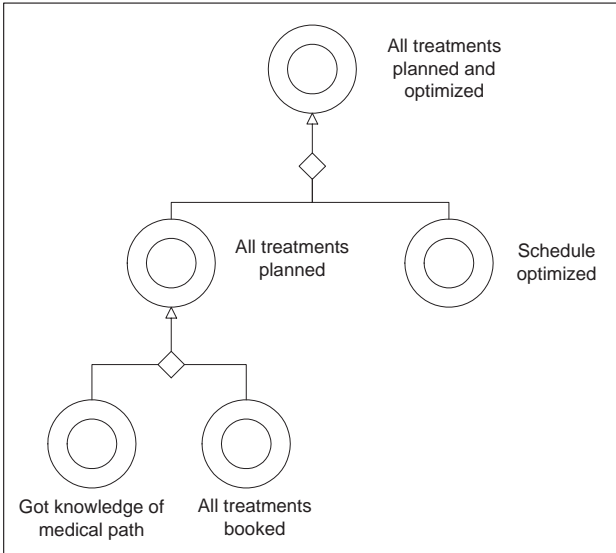 All treatments
planned and
optimized
All treatments
planned
Schedule
optimized
Got knowledge of
medical path
All treatments
booked